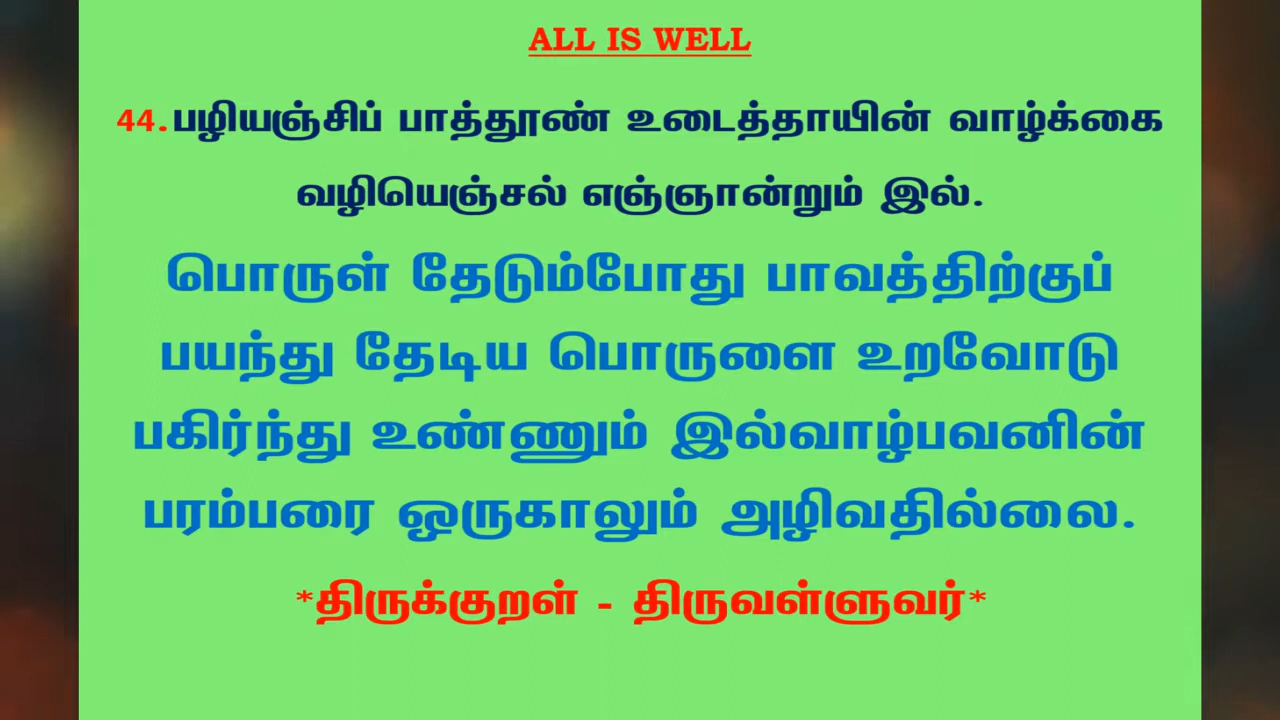 ALL IS WELL
44.பழியஞ்சிப் பாத்தூண் உடைத்தாயின் வாழ்க்கை
வழியெஞ்சல் எஞ்ஞான்றும் இல்.
பொருள் தேடும்போது பாவத்திற்குப்
பயந்து தேடிய பொருளை உறவோடு
பகிர்ந்து உண்ணும் இல்வாழ்பவனின்
பரம்பரை ஒருகாலும் அழிவதில்லை.
*திருக்குறள் - திருவள்ளுவர்*